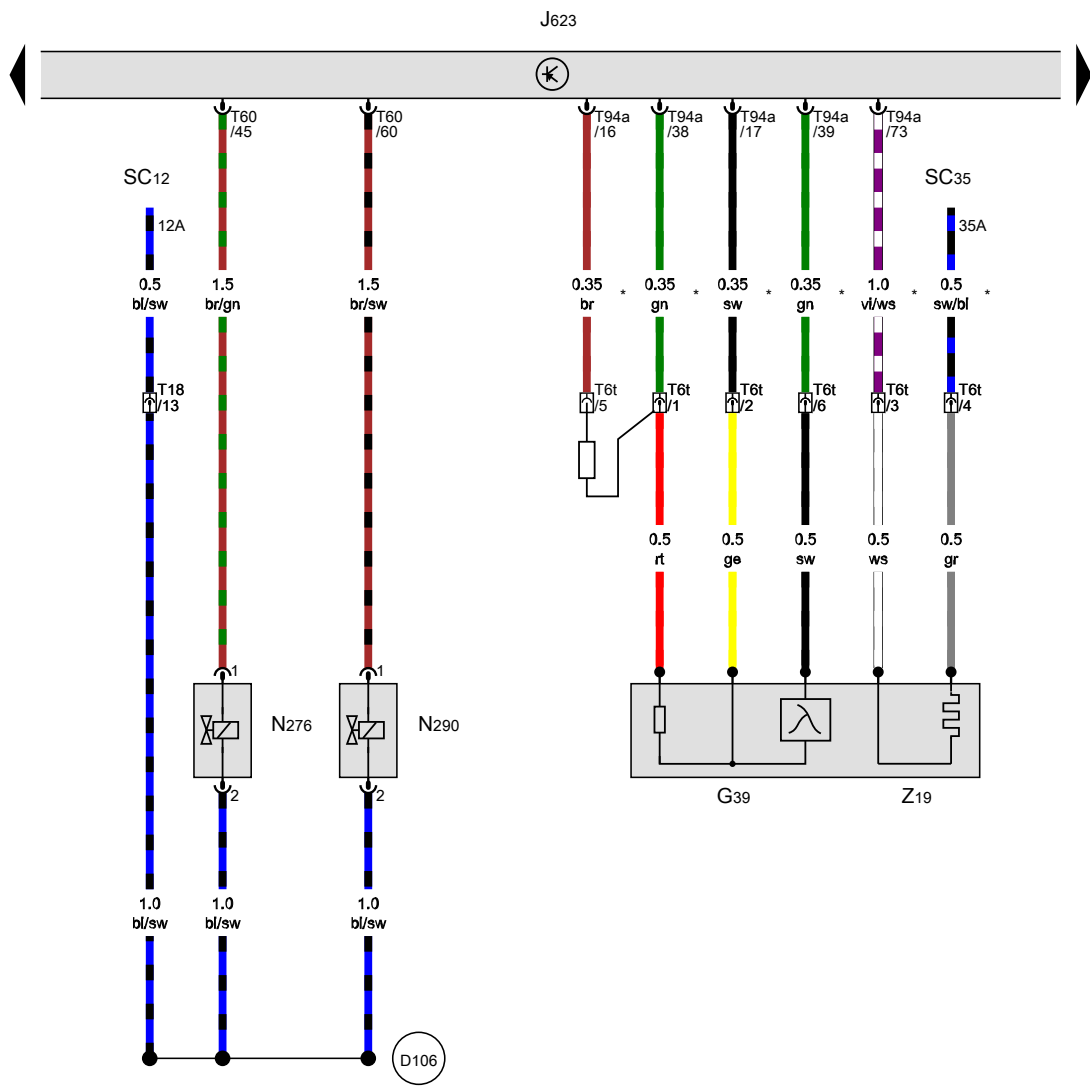 J623
T60 T60 T94a T94a T94a T94a T94a
/45 /60 /16 /38 /17 /39 /73
SC12 SC35
12A 35A
0.5 1.5 1.5 0.35 0.35 0.35 0.35 1.0 0.5
bl/sw br/gn br/sw br * gn * sw * gn * vi/ws * sw/bl *
T18 T6t T6t T6t T6t T6t T6t
/13 /5 /1 /2 /6 /3 /4
0.5 0.5 0.5 0.5 0.5
rt ge sw ws gr
1 1
N276 N290
2 2
G39 Z19
1.0 1.0 1.0
bl/sw bl/sw bl/sw
D106